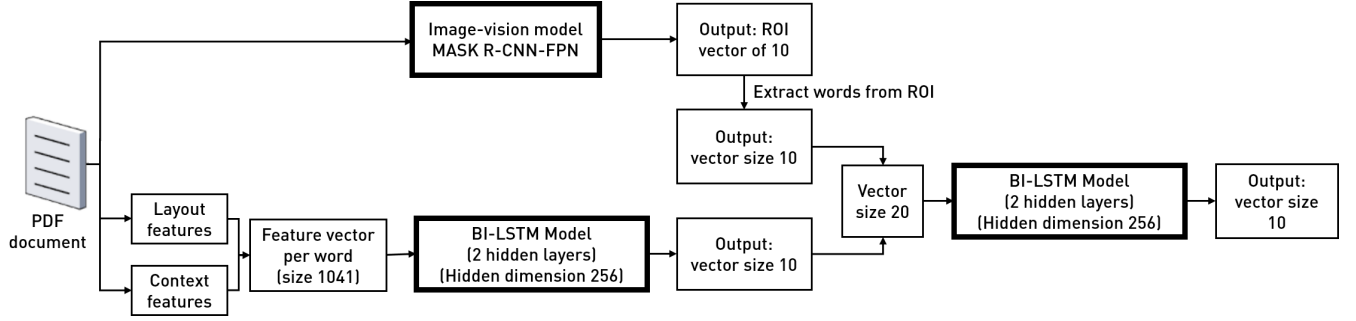 Image-vision model
MASK R-CNN-FPN
Output: ROI
vector of 10
Extract words from ROI
Output:
vector size 10
PDF
document
Layout
features
Context
features
Feature vector
per word
(size 1041)
BI-LSTM Model
(2 hidden layers)
(Hidden dimension 256)
Output:
vector size 10
Vector
size 20
BI-LSTM Model
(2 hidden layers)
(Hidden dimension 256)
Output:
vector size
10